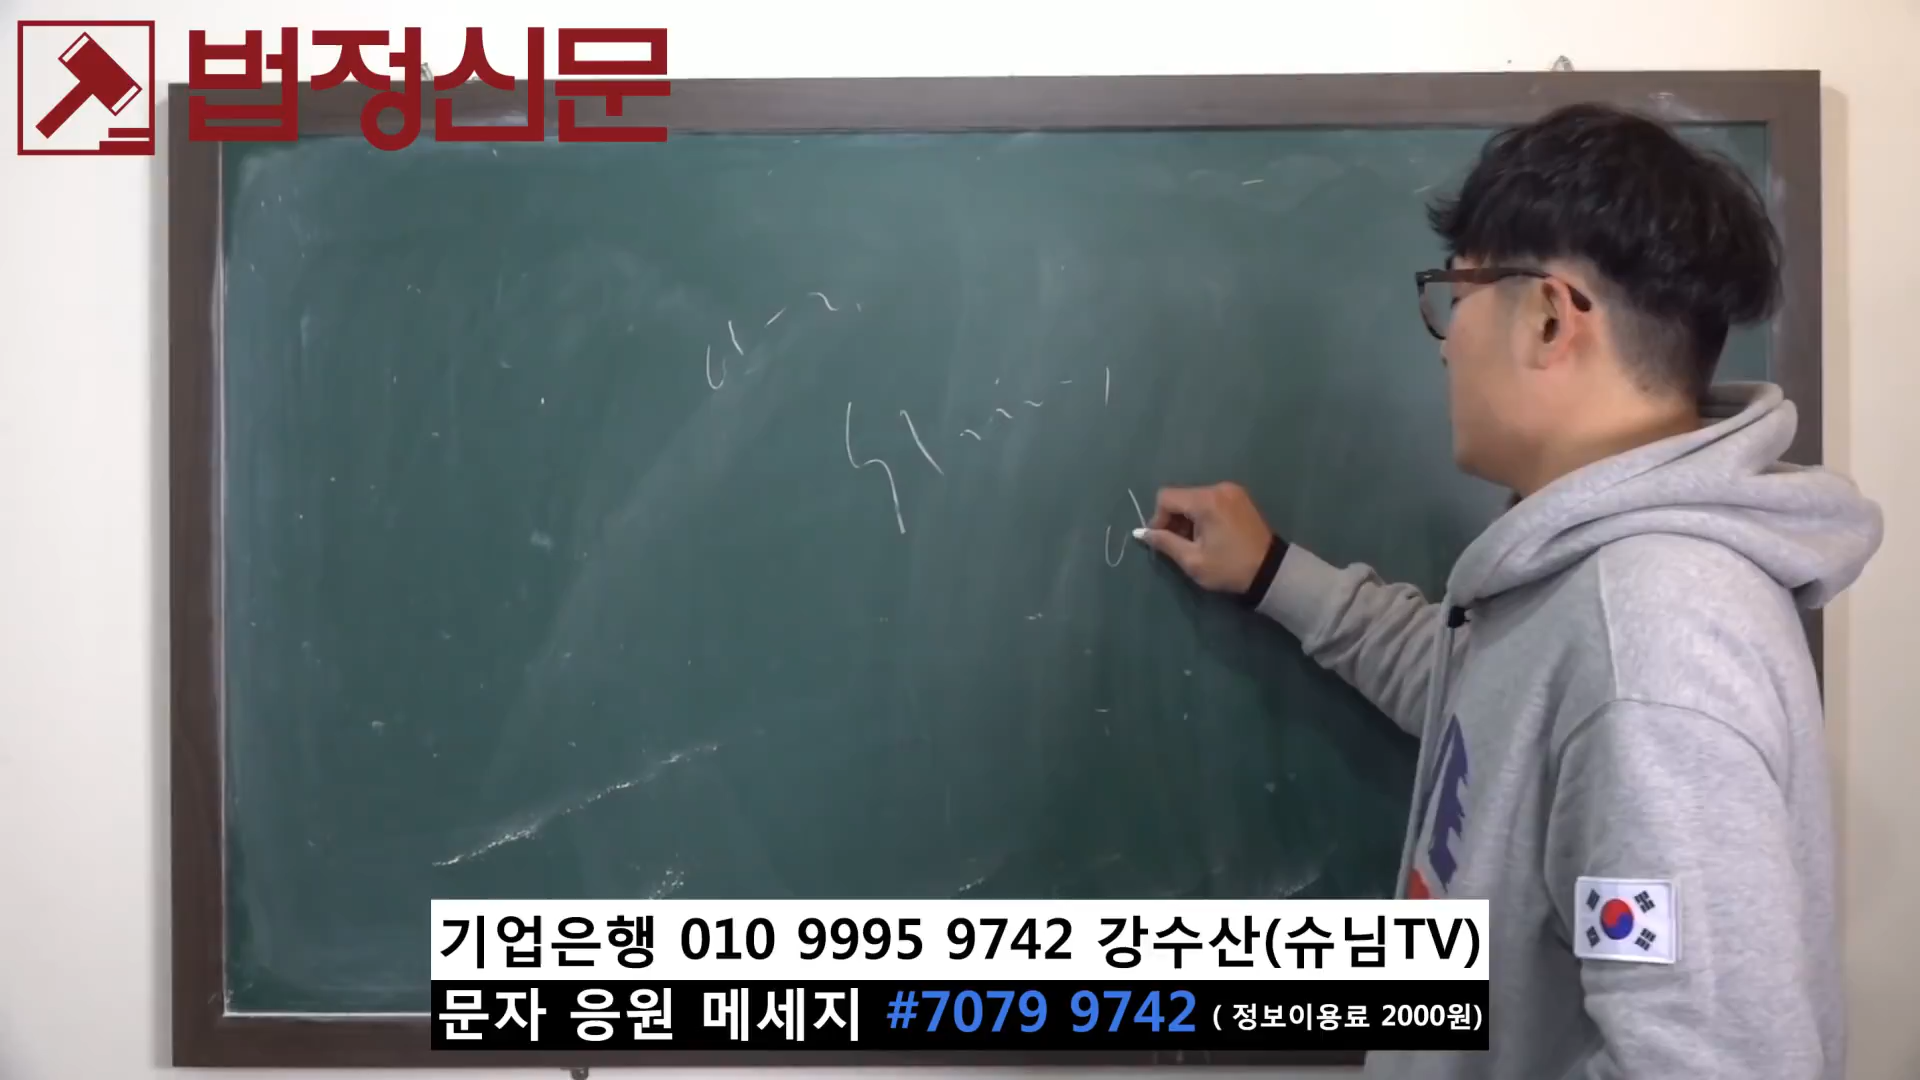 법정신문
기업은행 010 9995 9742 강수산(슈님TV)
문자 응원 메세지 #7079 9742 ( 정보이용료 2000원)